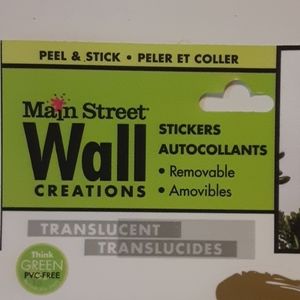 PEEL & STICK • PELER ET COLLER
Main Street
Wall
CREATIONS
STICKERS
AUTOCOLLANTS
• Removable
• Amovibles
TRANSLUCENT
TRANSLUCIDES
Think
GREEN
PVC-FREE